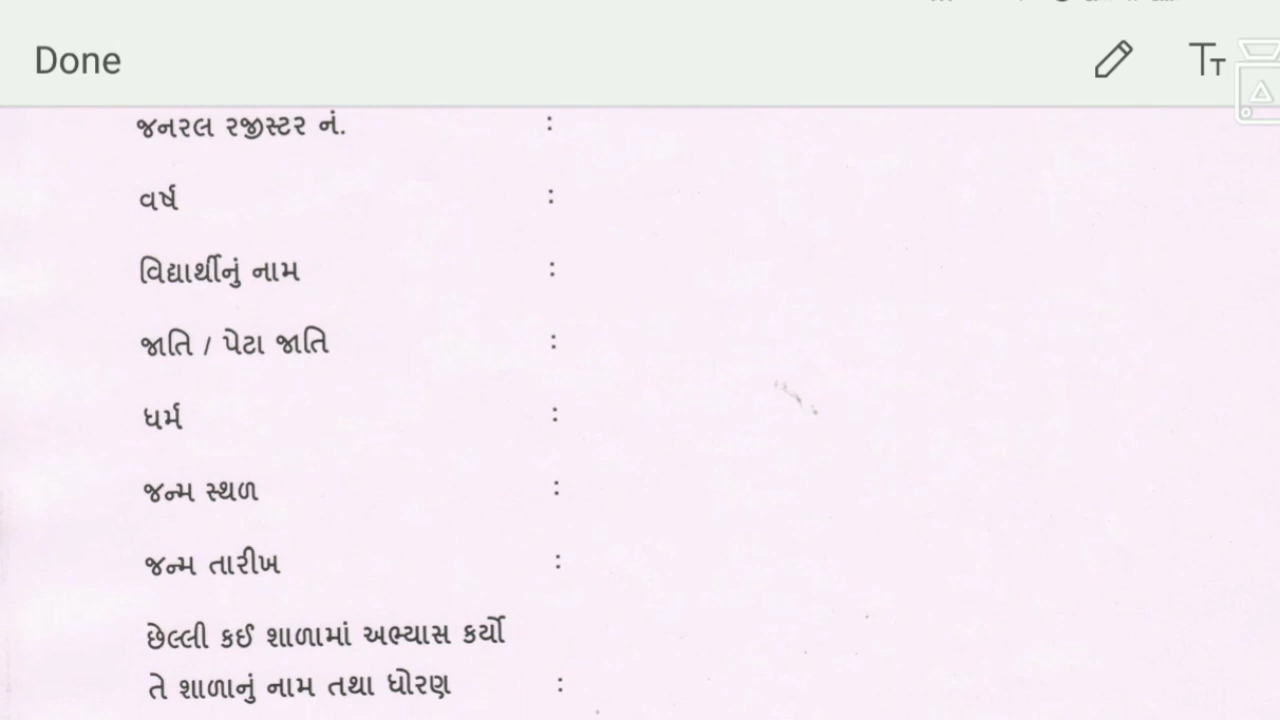 Done
જનરલ રજીસ્ટર નં. :
વર્ષ :
વિદ્યાર્થીનું નામ :
જાતિ / પેટા જાતિ :
ધર્મ :
જન્મ સ્થળ :
જન્મ તારીખ :
છેલ્લી કઈ શાળામાં અભ્યાસ કર્યો
તે શાળાનું નામ તથા ધોરણ :